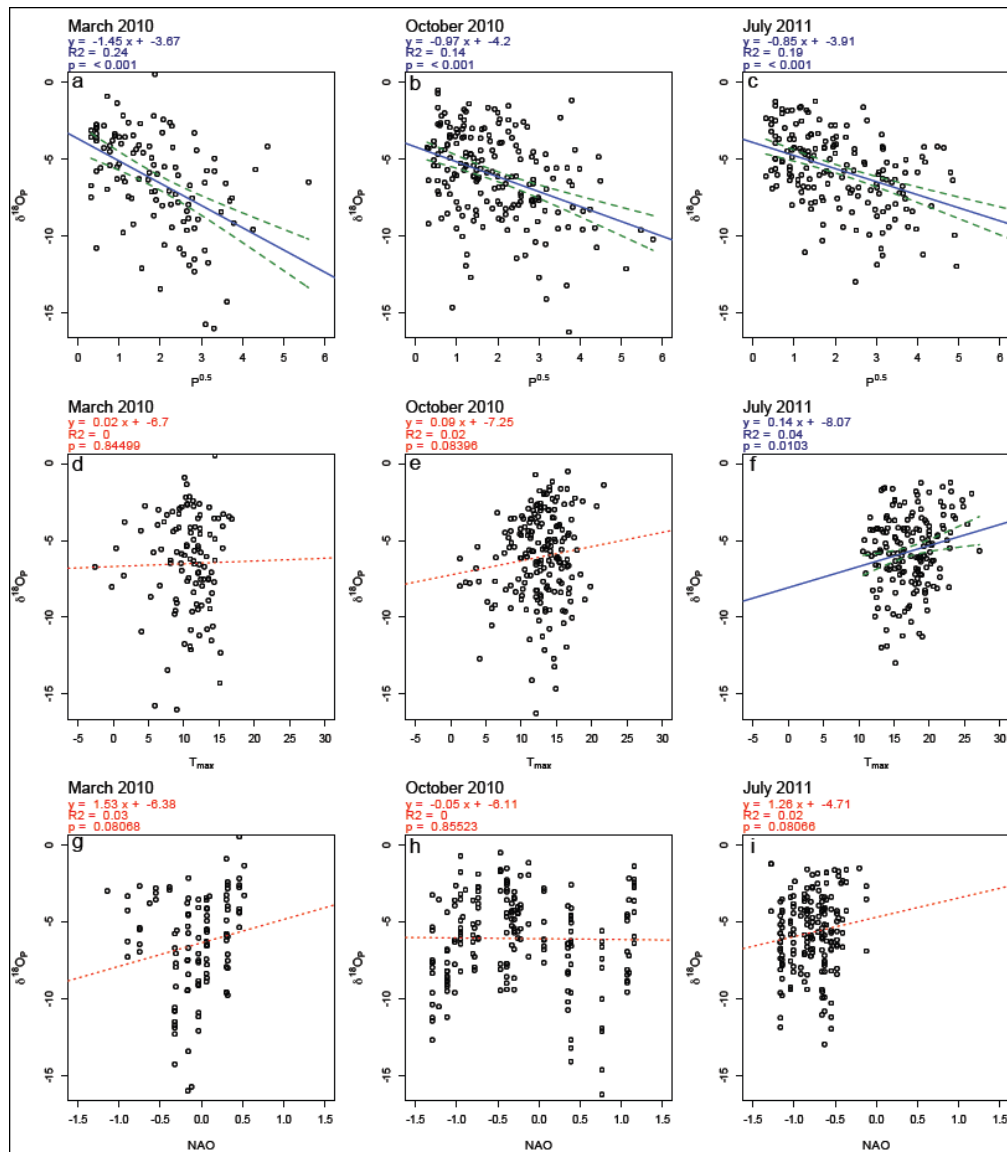 March 2010
y = -1.45 x + -3.67
R2 = 0.24
p = < 0.001
a
0
-5
-10
-15
δ18OP
0 1 2 3 4 5 6
P0.5
October 2010
y = -0.97 x + -4.2
R2 = 0.14
p = < 0.001
b
0
-5
-10
-15
δ18OP
0 1 2 3 4 5 6
P0.5
July 2011
y = -0.85 x + -3.91
R2 = 0.19
p = < 0.001
c
0
-5
-10
-15
δ18OP
0 1 2 3 4 5 6
P0.5
March 2010
y = 0.02 x + -6.7
R2 = 0
p = 0.84499
d
0
-5
-10
-15
δ18OP
-5 0 5 10 15 20 25 30
Tmax
October 2010
y = 0.09 x + -7.25
R2 = 0.02
p = 0.08396
e
0
-5
-10
-15
δ18OP
-5 0 5 10 15 20 25 30
Tmax
July 2011
y = 0.14 x + -8.07
R2 = 0.04
p = 0.0103
f
0
-5
-10
-15
δ18OP
-5 0 5 10 15 20 25 30
Tmax
March 2010
y = 1.53 x + -6.38
R2 = 0.03
p = 0.08068
g
0
-5
-10
-15
δ18OP
-1.5 -1.0 -0.5 0.0 0.5 1.0 1.5
NAO
October 2010
y = -0.05 x + -6.11
R2 = 0
p = 0.85523
h
0
-5
-10
-15
δ18OP
-1.5 -1.0 -0.5 0.0 0.5 1.0 1.5
NAO
July 2011
y = 1.26 x + -4.71
R2 = 0.02
p = 0.08066
i
0
-5
-10
-15
δ18OP
-1.5 -1.0 -0.5 0.0 0.5 1.0 1.5
NAO